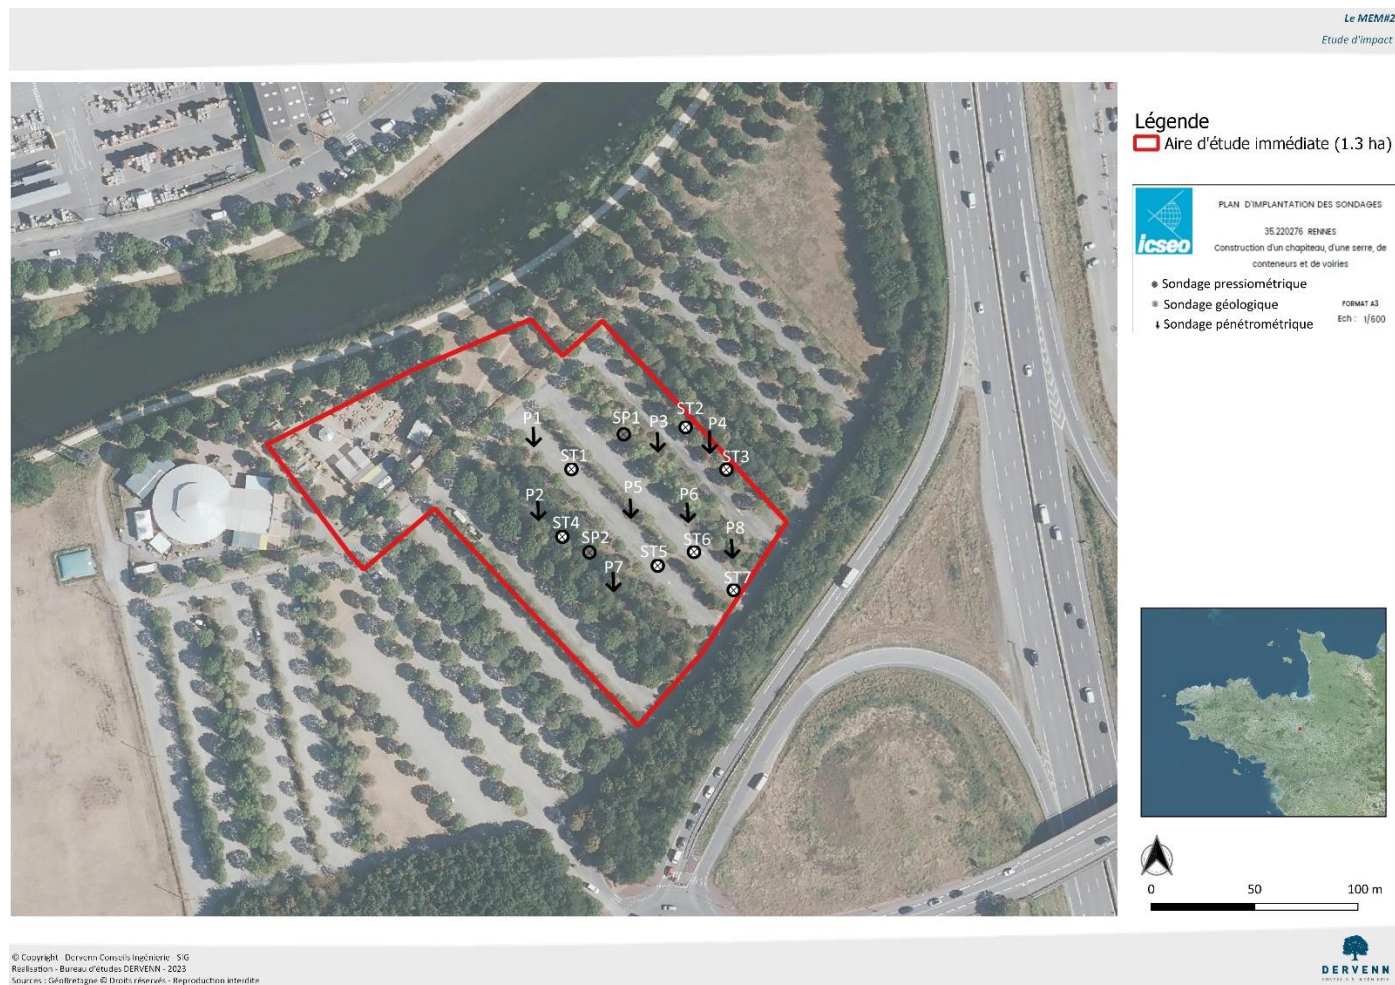 Le MEM#2
Etude d'impact
Légende
Aire d'étude immédiate (1.3 ha)
icseo
PLAN D'IMPLANTATION DES SONDAGES
35.220276 RENNES
Construction d'un chapiteau, d'une serre, de
conteneurs et de voiries
Sondage pressiométrique
Sondage géologique
Sondage pénétrométrique
FORMAT A3
Ech : 1/600
P1
SP1
P3
ST2
P4
ST1
ST3
P2
P5
P6
ST4
SP2
P8
ST5
ST6
P7
ST7
0 50 100 m
© Copyright - Dervenn Conseils Ingénierie - SIG
Réalisation - Bureau d'études DERVENN - 2023
Sources : GéoBretagne © Droits réservés - Reproduction interdite
DERVENN